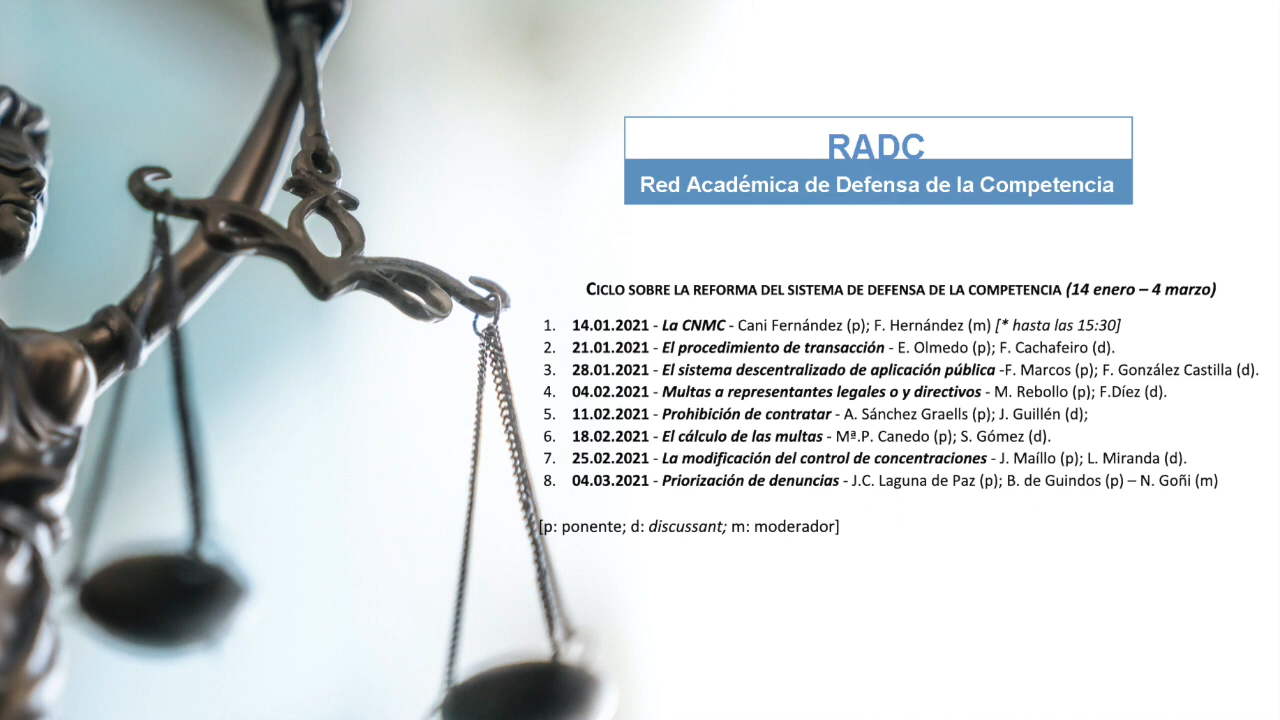 RADC
Red Académica de Defensa de la Competencia
CICLO SOBRE LA REFORMA DEL SISTEMA DE DEFENSA DE LA COMPETENCIA (14 enero – 4 marzo)
1. 14.01.2021 - La CNMC - Cani Fernández (p); F. Hernández (m) [* hasta las 15:30]
2. 21.01.2021 - El procedimiento de transacción - E. Olmedo (p); F. Cachafeiro (d).
3. 28.01.2021 - El sistema descentralizado de aplicación pública -F. Marcos (p); F. González Castilla (d).
4. 04.02.2021 - Multas a representantes legales o y directivos - M. Rebollo (p); F.Díez (d).
5. 11.02.2021 - Prohibición de contratar - A. Sánchez Graells (p); J. Guillén (d);
6. 18.02.2021 - El cálculo de las multas - Mª.P. Canedo (p); S. Gómez (d).
7. 25.02.2021 - La modificación del control de concentraciones - J. Maíllo (p); L. Miranda (d).
8. 04.03.2021 - Priorización de denuncias - J.C. Laguna de Paz (p); B. de Guindos (p) – N. Goñi (m)
[p: ponente; d: discussant; m: moderador]